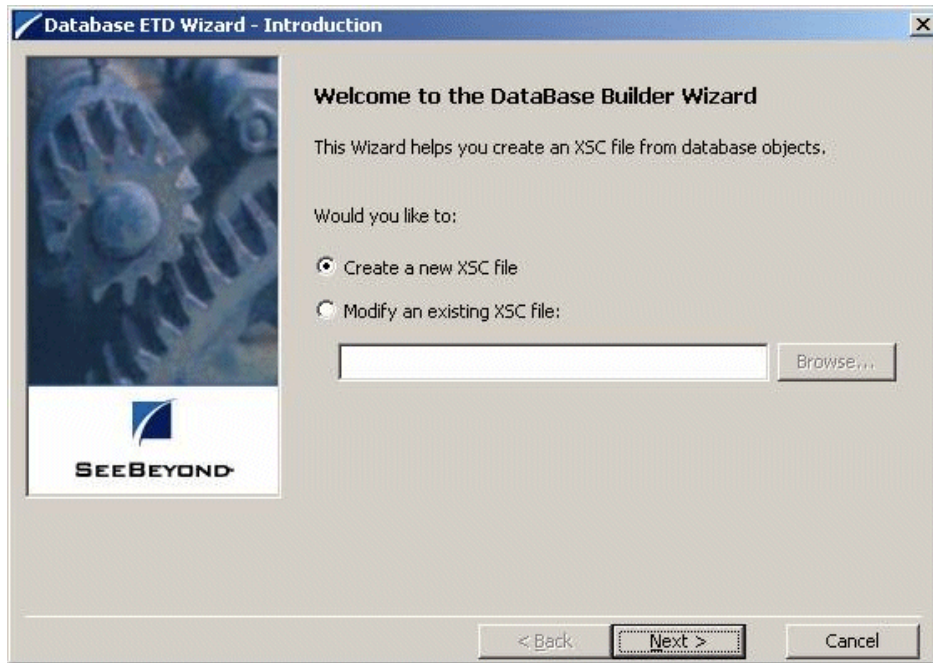 Database ETD Wizard - Introduction
Welcome to the DataBase Builder Wizard
This Wizard helps you create an XSC file from database objects.
Would you like to:
Create a new XSC file
Modify an existing XSC file:
Browse...
SEEBEYOND
< Back
Next >
Cancel